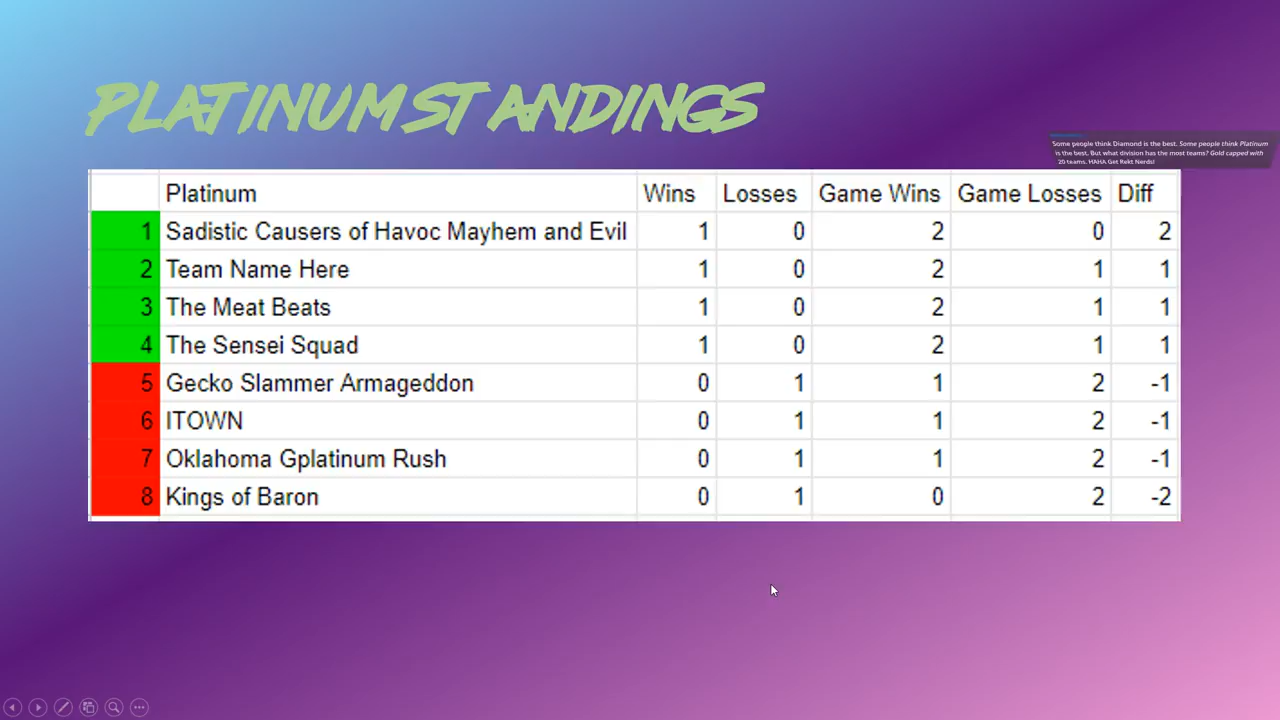 PLATINUM STANDINGS
Some people think Diamond is the best. Some people think Platinum
is the best. But what division has the most teams? Gold capped with
20 teams. HAHA Get Rekt Nerds!
Platinum Wins Losses Game Wins Game Losses Diff
1 Sadistic Causers of Havoc Mayhem and Evil 1 0 2 0 2
2 Team Name Here 1 0 2 1 1
3 The Meat Beats 1 0 2 1 1
4 The Sensei Squad 1 0 2 1 1
5 Gecko Slammer Armageddon 0 1 1 2 -1
6 ITOWN 0 1 1 2 -1
7 Oklahoma Gplatinum Rush 0 1 1 2 -1
8 Kings of Baron 0 1 0 2 -2